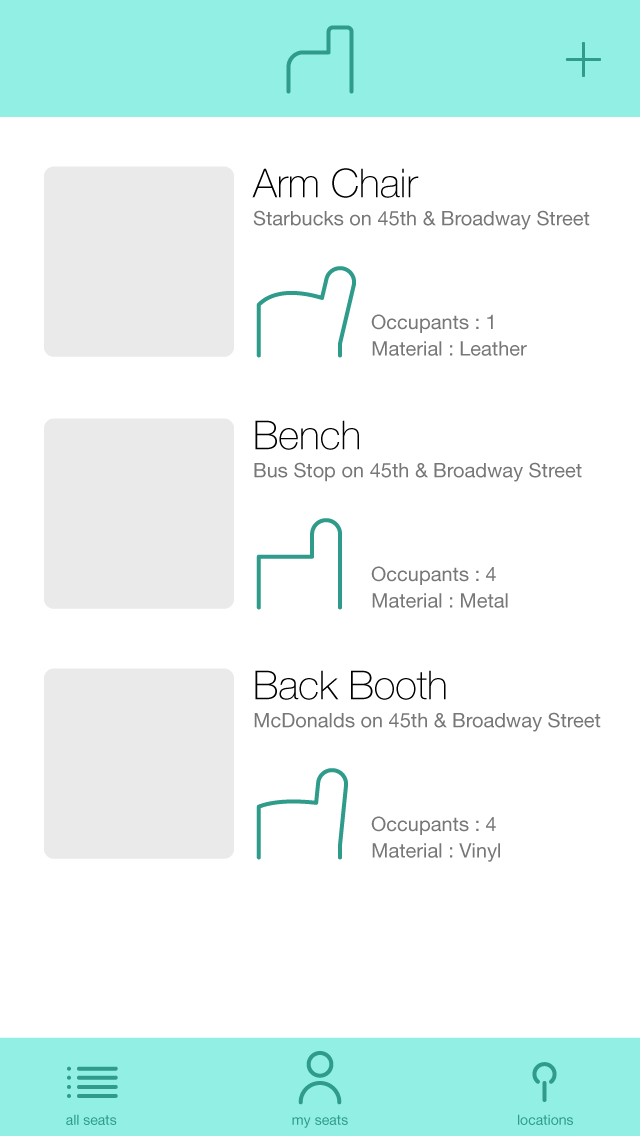 Arm Chair
Starbucks on 45th & Broadway Street
Occupants : 1
Material : Leather
Bench
Bus Stop on 45th & Broadway Street
Occupants : 4
Material : Metal
Back Booth
McDonalds on 45th & Broadway Street
Occupants : 4
Material : Vinyl
all seats
my seats
locations